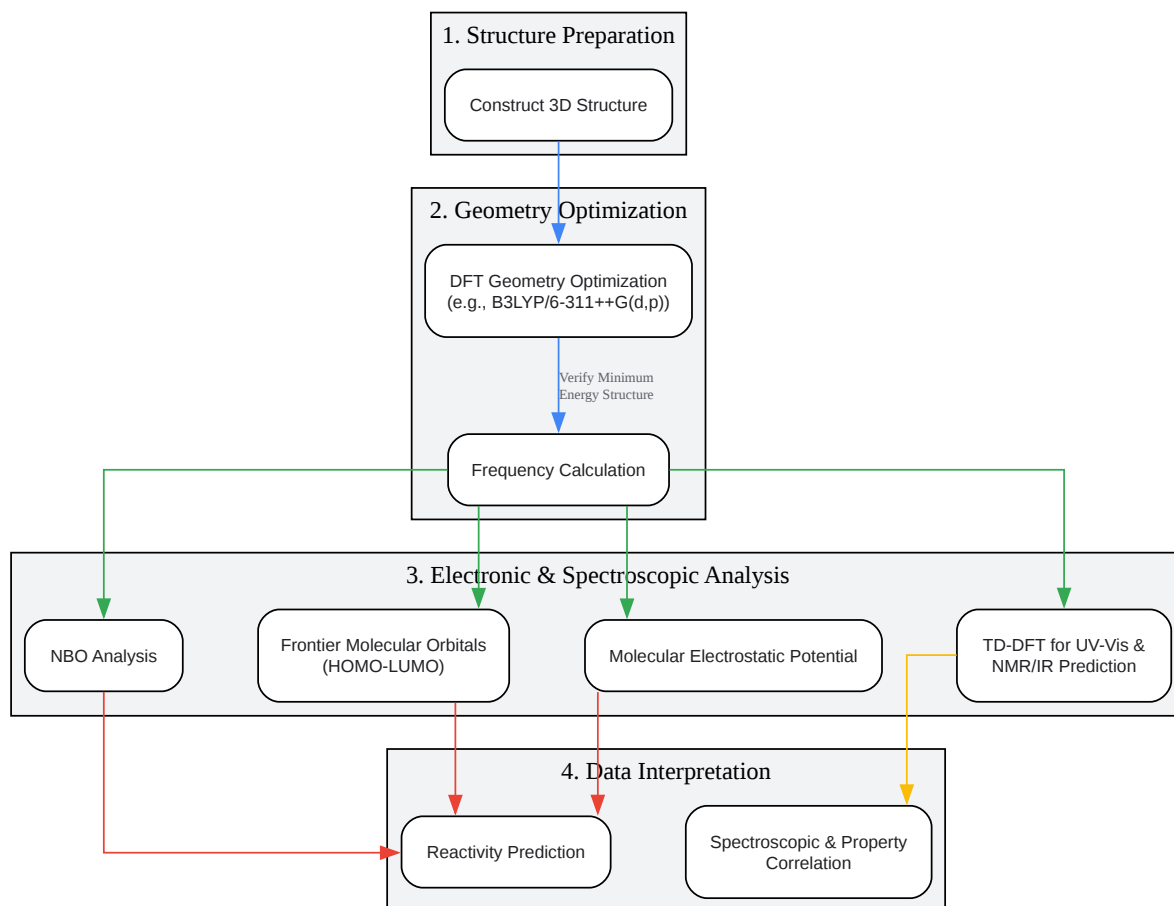 1. Structure Preparation
Construct 3D Structure
2. Geometry Optimization
DFT Geometry Optimization
(e.g., B3LYP/6-311++G(d,p))
Verify Minimum
Energy Structure
Frequency Calculation
3. Electronic & Spectroscopic Analysis
NBO Analysis
Frontier Molecular Orbitals
(HOMO-LUMO)
Molecular Electrostatic Potential
TD-DFT for UV-Vis &
NMR/IR Prediction
4. Data Interpretation
Reactivity Prediction
Spectroscopic & Property
Correlation